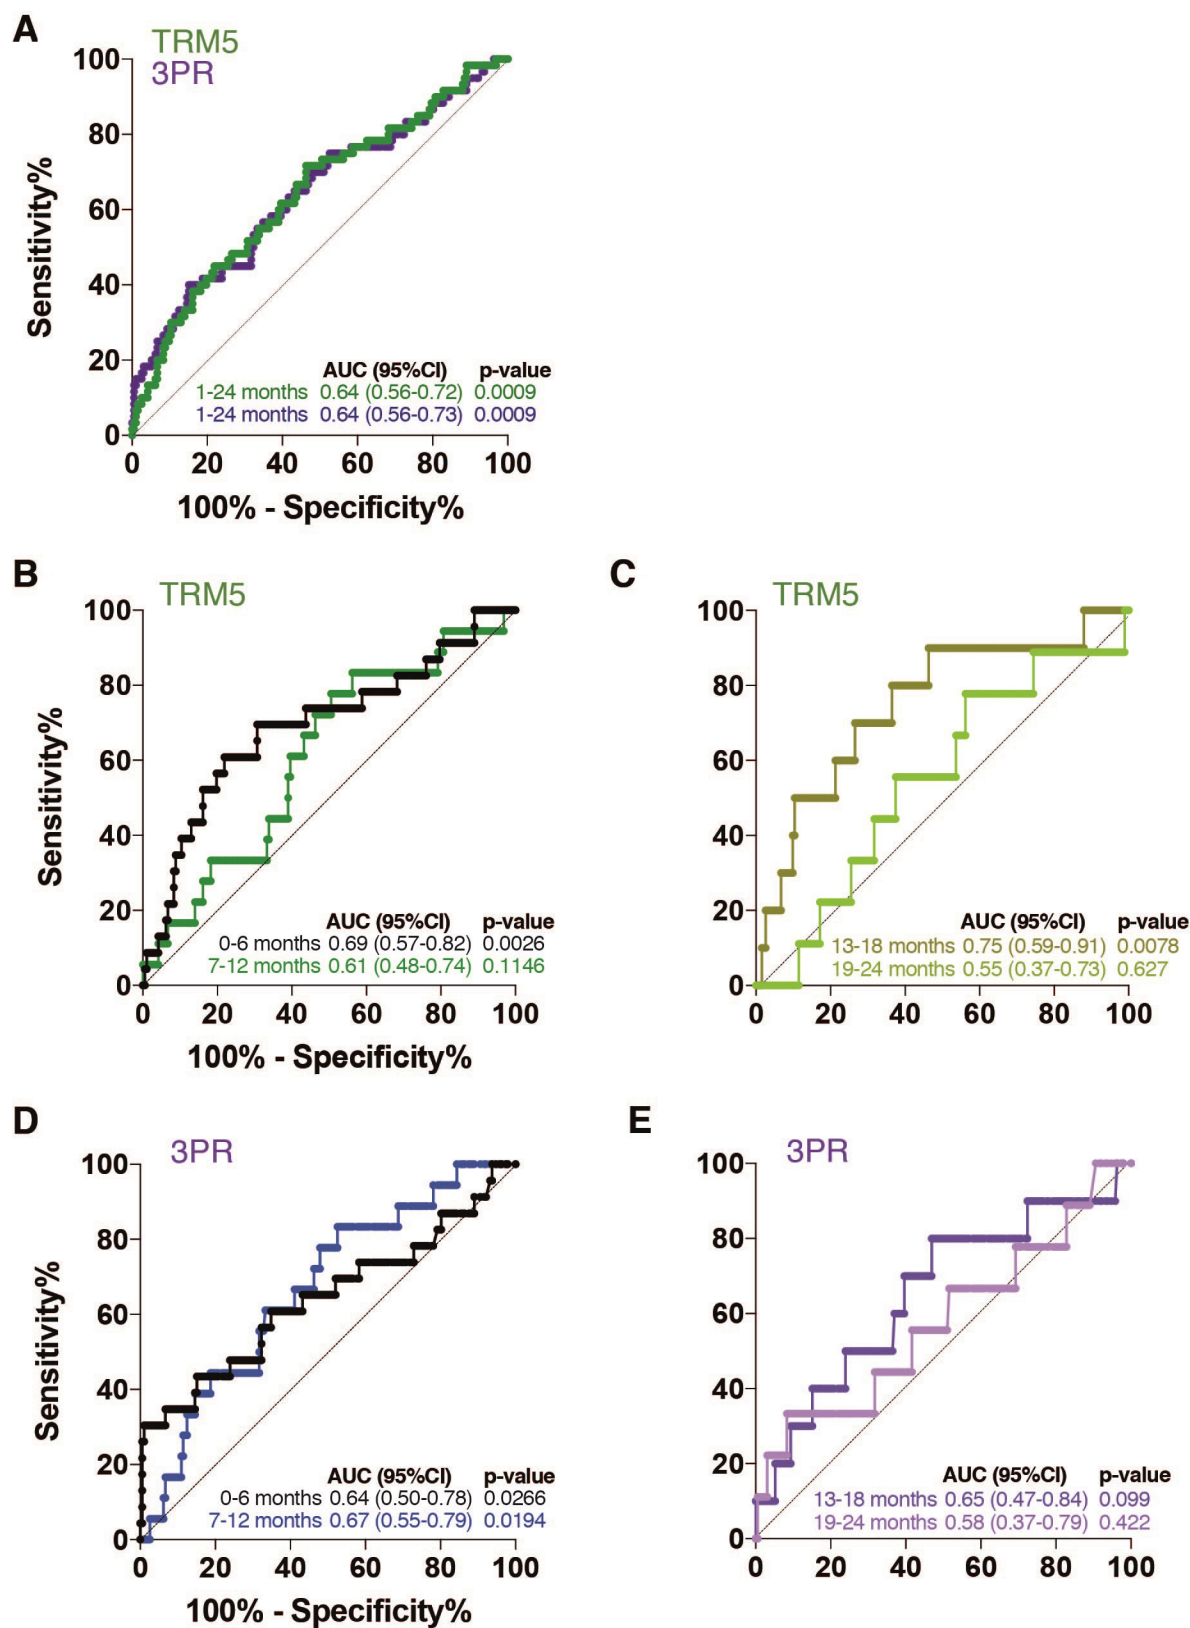 A
TRM5
3PR
100
80
60
40
20
0
Sensitivity%
AUC (95%CI) p-value
1-24 months 0.64 (0.56-0.72) 0.0009
1-24 months 0.64 (0.56-0.73) 0.0009
0 20 40 60 80 100
100% - Specificity%
B
TRM5
100
80
60
40
20
0
Sensitivity%
AUC (95%CI) p-value
0-6 months 0.69 (0.57-0.82) 0.0026
7-12 months 0.61 (0.48-0.74) 0.1146
0 20 40 60 80 100
100% - Specificity%
C
TRM5
100
80
60
40
20
0
AUC (95%CI) p-value
13-18 months 0.75 (0.59-0.91) 0.0078
19-24 months 0.55 (0.37-0.73) 0.627
0 20 40 60 80 100
D
3PR
100
80
60
40
20
0
Sensitivity%
AUC (95%CI) p-value
0-6 months 0.64 (0.50-0.78) 0.0266
7-12 months 0.67 (0.55-0.79) 0.0194
0 20 40 60 80 100
100% - Specificity%
E
3PR
100
80
60
40
20
0
AUC (95%CI) p-value
13-18 months 0.65 (0.47-0.84) 0.099
19-24 months 0.58 (0.37-0.79) 0.422
0 20 40 60 80 100